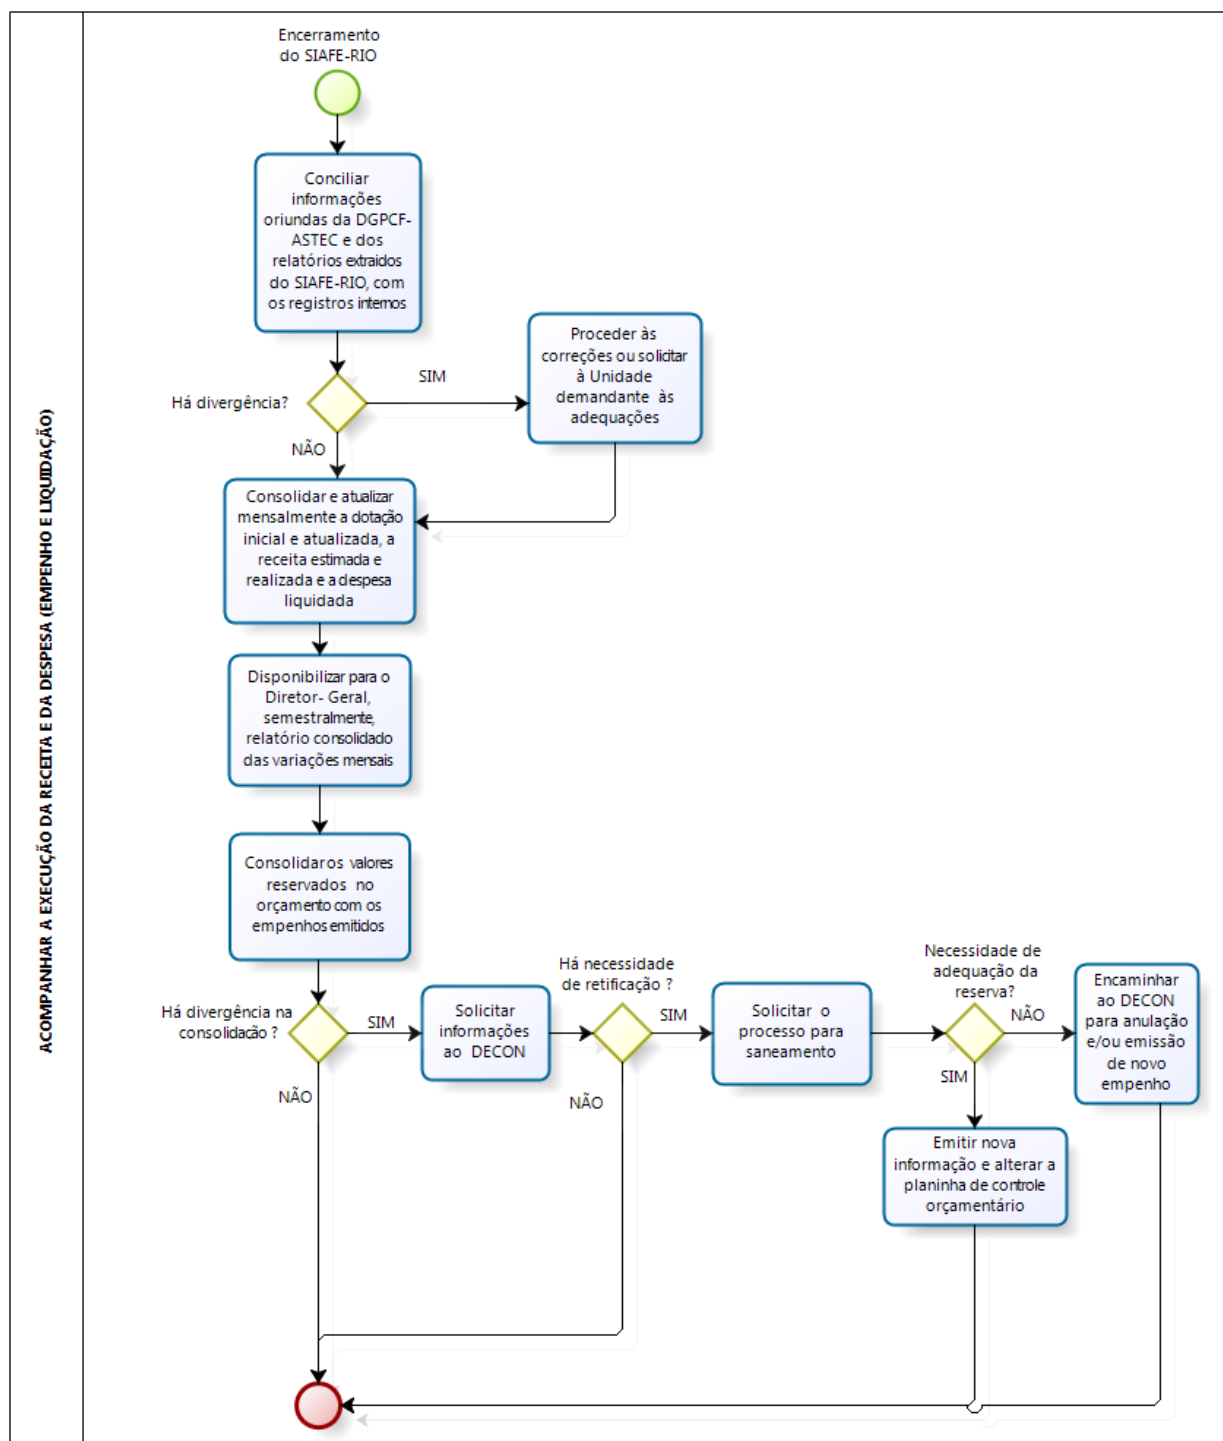 ACOMPANHAR A EXECUÇÃO DA RECEITA E DA DESPESA (EMPENHO E LIQUIDAÇÃO)
Encerramento
do SIAFE-RIO
Conciliar
informações
oriundas da DGPCF-
ASTEC e dos
relatórios extraidos
do SIAFE-RIO, com
os registros internos
Há divergência?
SIM
NÃO
Proceder às
correções ou solicitar
à Unidade
demandante às
adequações
Consolidar e atualizar
mensalmente a dotação
inicial e atualizada, a
receita estimada e
realizada e a despesa
liquidada
Disponibilizar para o
Diretor- Geral,
semestralmente,
relatório consolidado
das variações mensais
Consolidar os valores
reservados no
orçamento com os
empenhos emitidos
Há divergência na
consolidação ?
SIM
NÃO
Solicitar
informações
ao DECON
Há necessidade
de retificação ?
SIM
NÃO
Solicitar o
processo para
saneamento
Necessidade de
adequação da
reserva?
NÃO
SIM
Encaminhar
ao DECON
para anulação
e/ou emissão
de novo
empenho
Emitir nova
informação e alterar a
planinha de controle
orçamentário